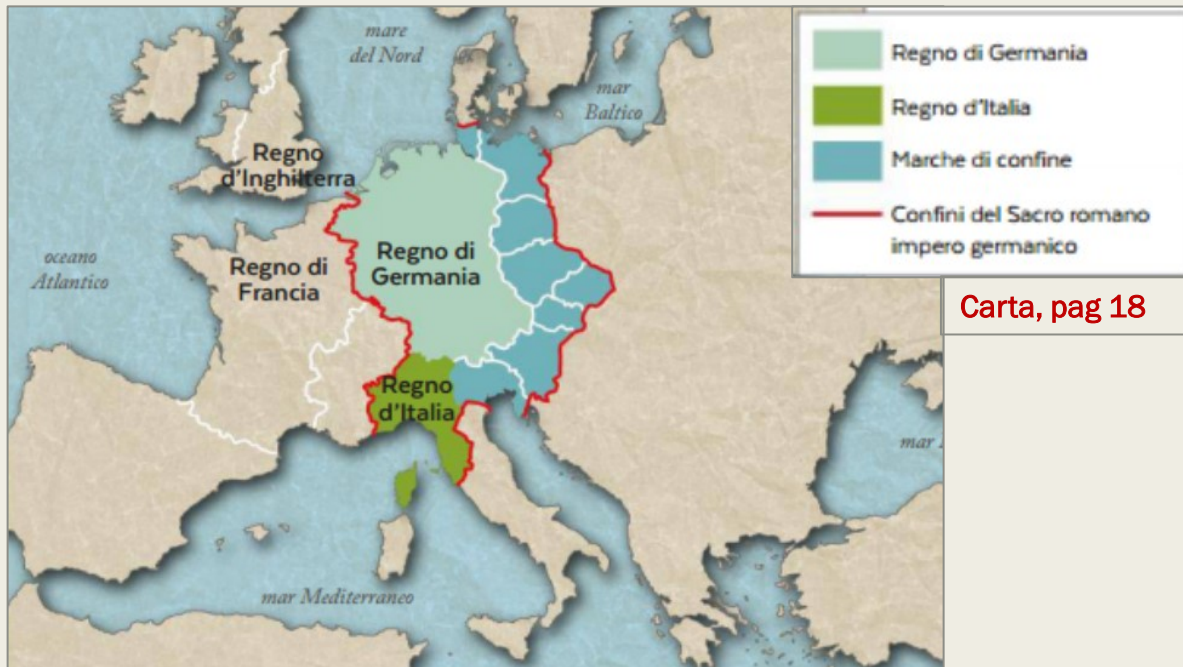 mare
del Nord
mar
Baltico
Regno
d'Inghilterra
oceano
Atlantico
Regno di
Francia
Regno di
Germania
Regno
d'Italia
mar
mar Mediterraneo
Regno di Germania
Regno d'Italia
Marche di confine
Confini del Sacro romano
impero germanico
Carta, pag 18